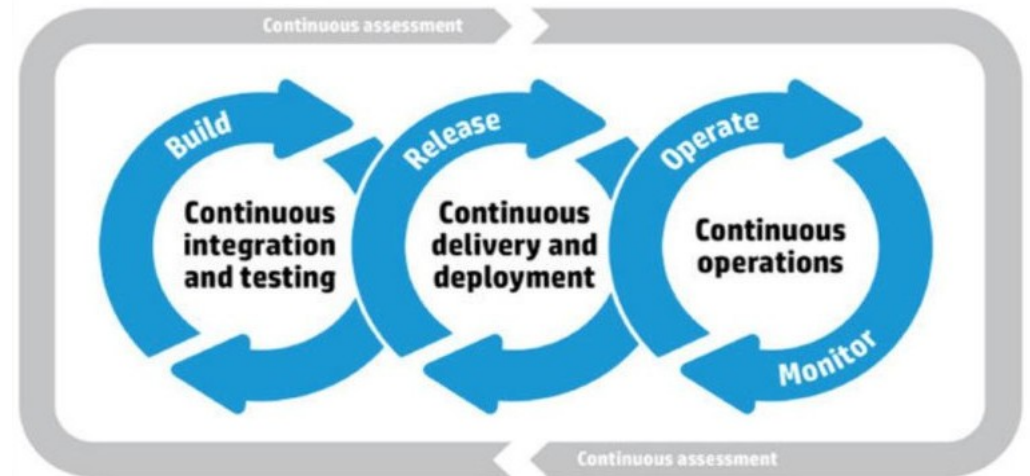 Continuous assessment
Build
Release
Operate
Continuous
integration
and testing
Continuous
delivery and
deployment
Continuous
operations
Monitor
Continuous assessment